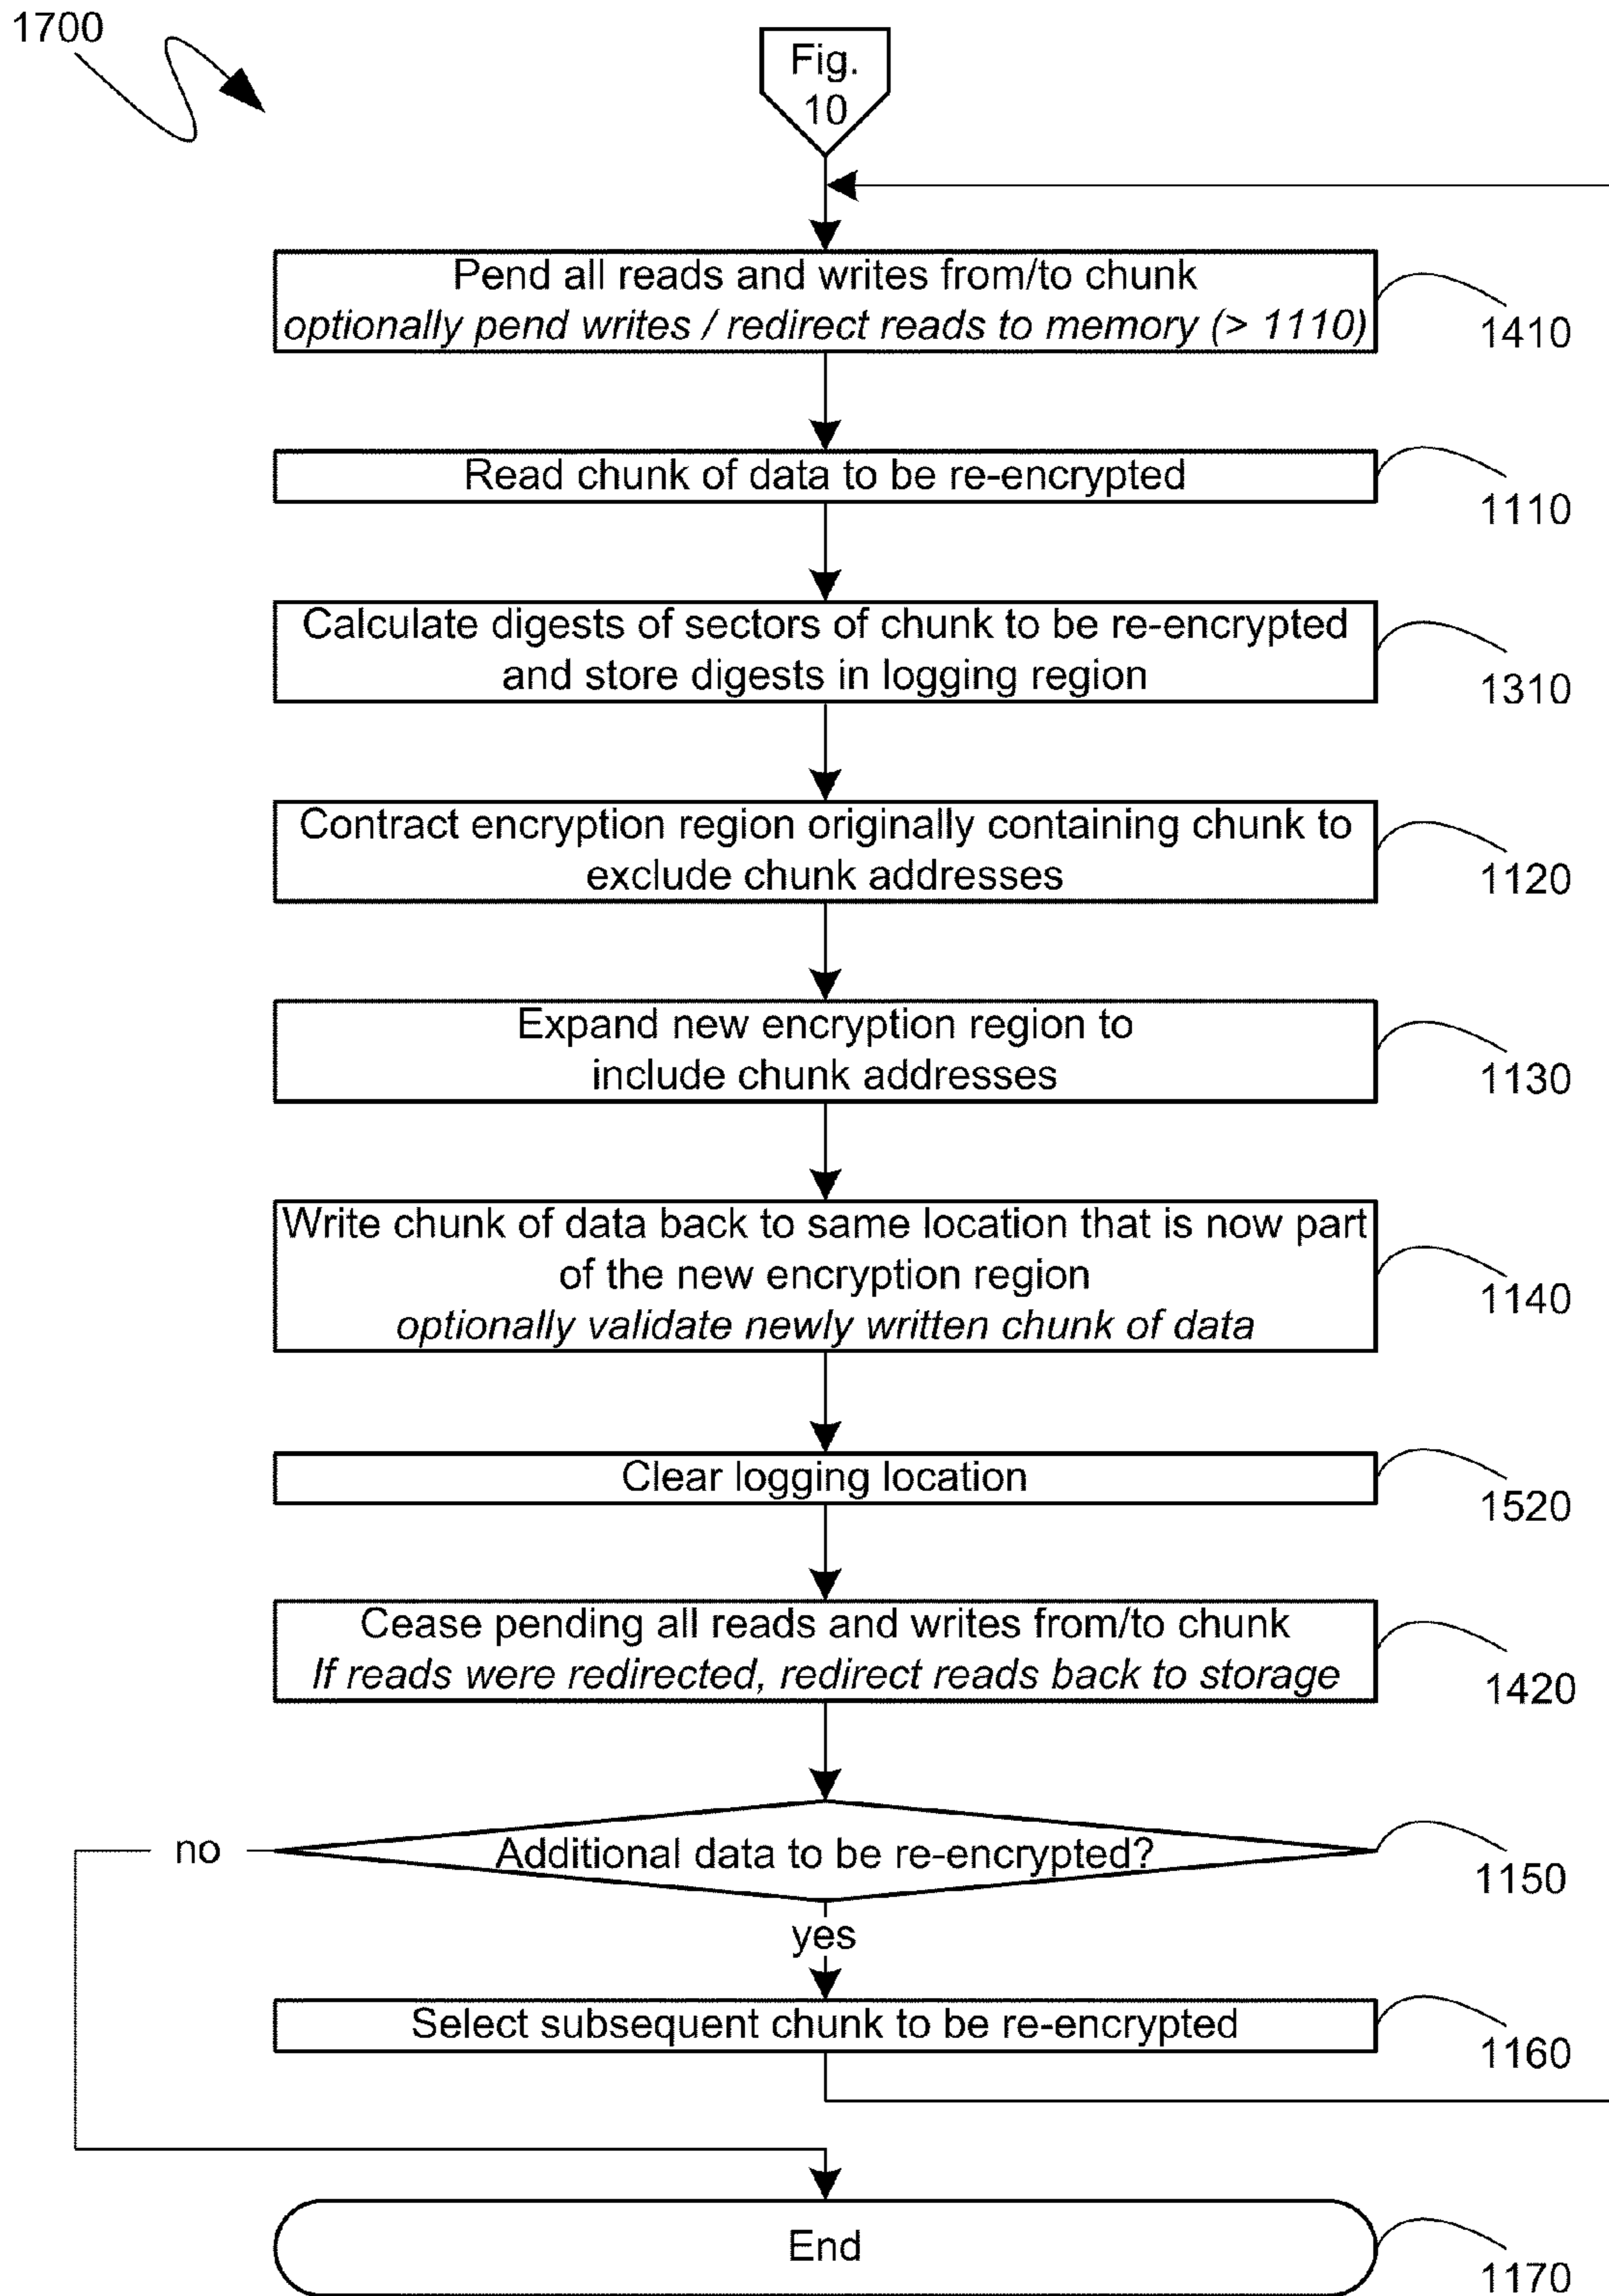 1700
Fig.
10
Pend all reads and writes from/to chunk
optionally pend writes / redirect reads to memory (> 1110)
1410
Read chunk of data to be re-encrypted
1110
Calculate digests of sectors of chunk to be re-encrypted
and store digests in logging region
1310
Contract encryption region originally containing chunk to
exclude chunk addresses
1120
Expand new encryption region to
include chunk addresses
1130
Write chunk of data back to same location that is now part
of the new encryption region
optionally validate newly written chunk of data
1140
Clear logging location
1520
Cease pending all reads and writes from/to chunk
If reads were redirected, redirect reads back to storage
1420
no
Additional data to be re-encrypted?
1150
yes
Select subsequent chunk to be re-encrypted
1160
End
1170